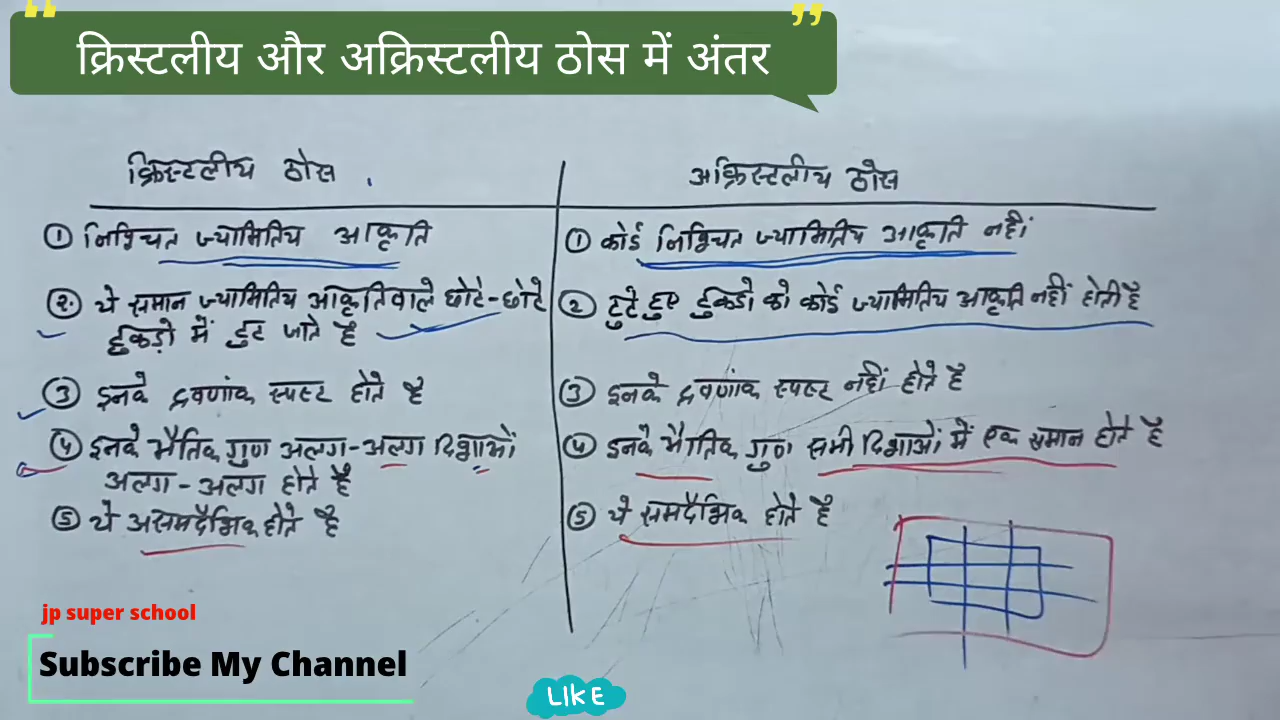 “ ”
क्रिस्टलीय और अक्रिस्टलीय ठोस में अंतर
क्रिस्टलीय ठोस
① निश्चित ज्यामितिय आकृति
②. ये समान ज्यामितिय आकृतिवाले छोटे-छोटे
टुकड़ो में टुट जाते है
③ इनके द्रवणांक स्पस्ट होते है
④ इनके भौतिक गुण अलग-अलग दिशाओं
अलग-अलग होते है
⑤ ये असमदैशिक होते है
अक्रिस्टलीय ठोस
① कोई निश्चित ज्यामितिय आकृति नहीं
② टुटे हुए टुकडो को कोई ज्यामितिय आकृति नहीं होती है
③ इनके द्रवणांक स्पस्ट नहीं होते है
④ इनके भौतिक गुण सभी दिशाओं में एक समान होते है
⑤ ये समदैशिक होते है
jp super school
Subscribe My Channel
LIKE